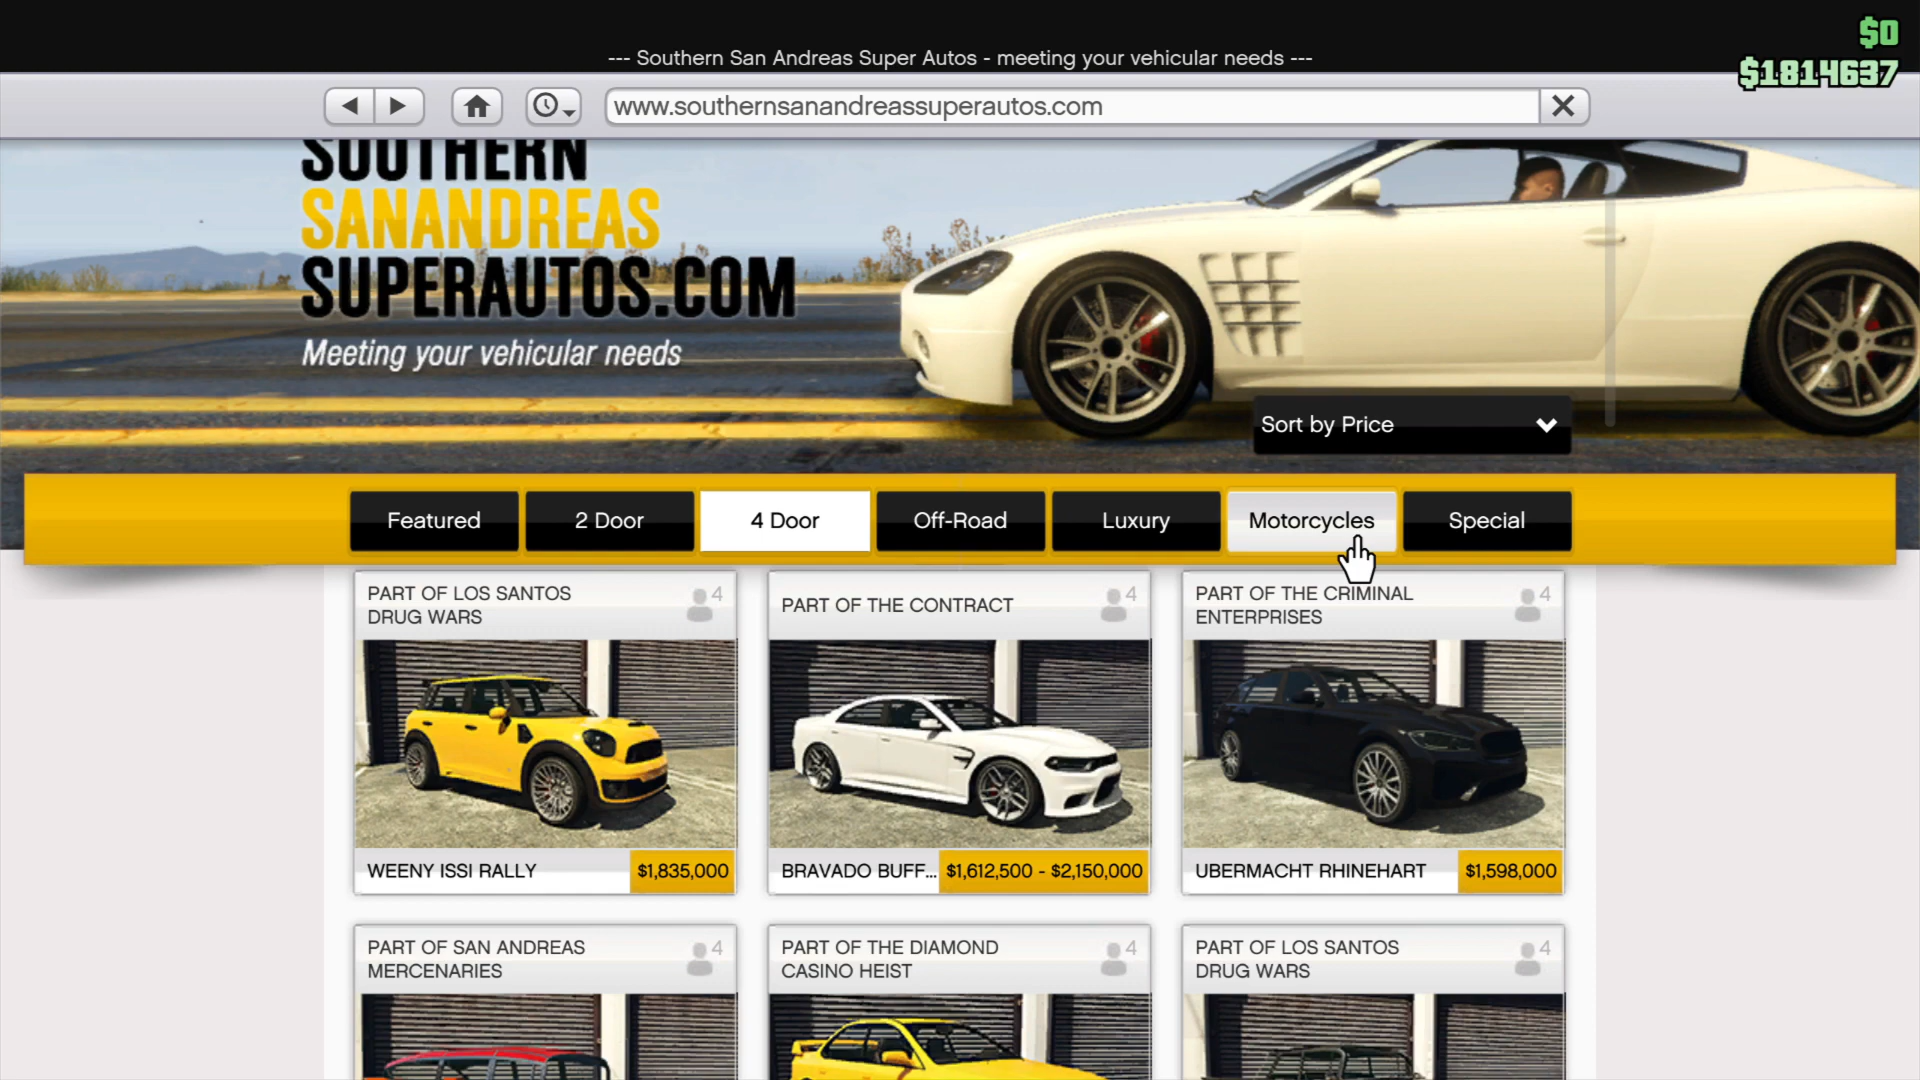 $0
--- Southern San Andreas Super Autos - meeting your vehicular needs ---
$1814637
www.southernsanandreassuperautos.com
SOUTHERN
SANANDREAS
SUPERAUTOS.COM
Meeting your vehicular needs
Sort by Price
Featured
2 Door
4 Door
Off-Road
Luxury
Motorcycles
Special
PART OF LOS SANTOS
DRUG WARS
4
WEENY ISSI RALLY
$1,835,000
PART OF THE CONTRACT
4
BRAVADO BUFF...
$1,612,500 - $2,150,000
PART OF THE CRIMINAL
ENTERPRISES
4
UBERMACHT RHINEHART
$1,598,000
PART OF SAN ANDREAS
MERCENARIES
4
PART OF THE DIAMOND
CASINO HEIST
4
PART OF LOS SANTOS
DRUG WARS
4